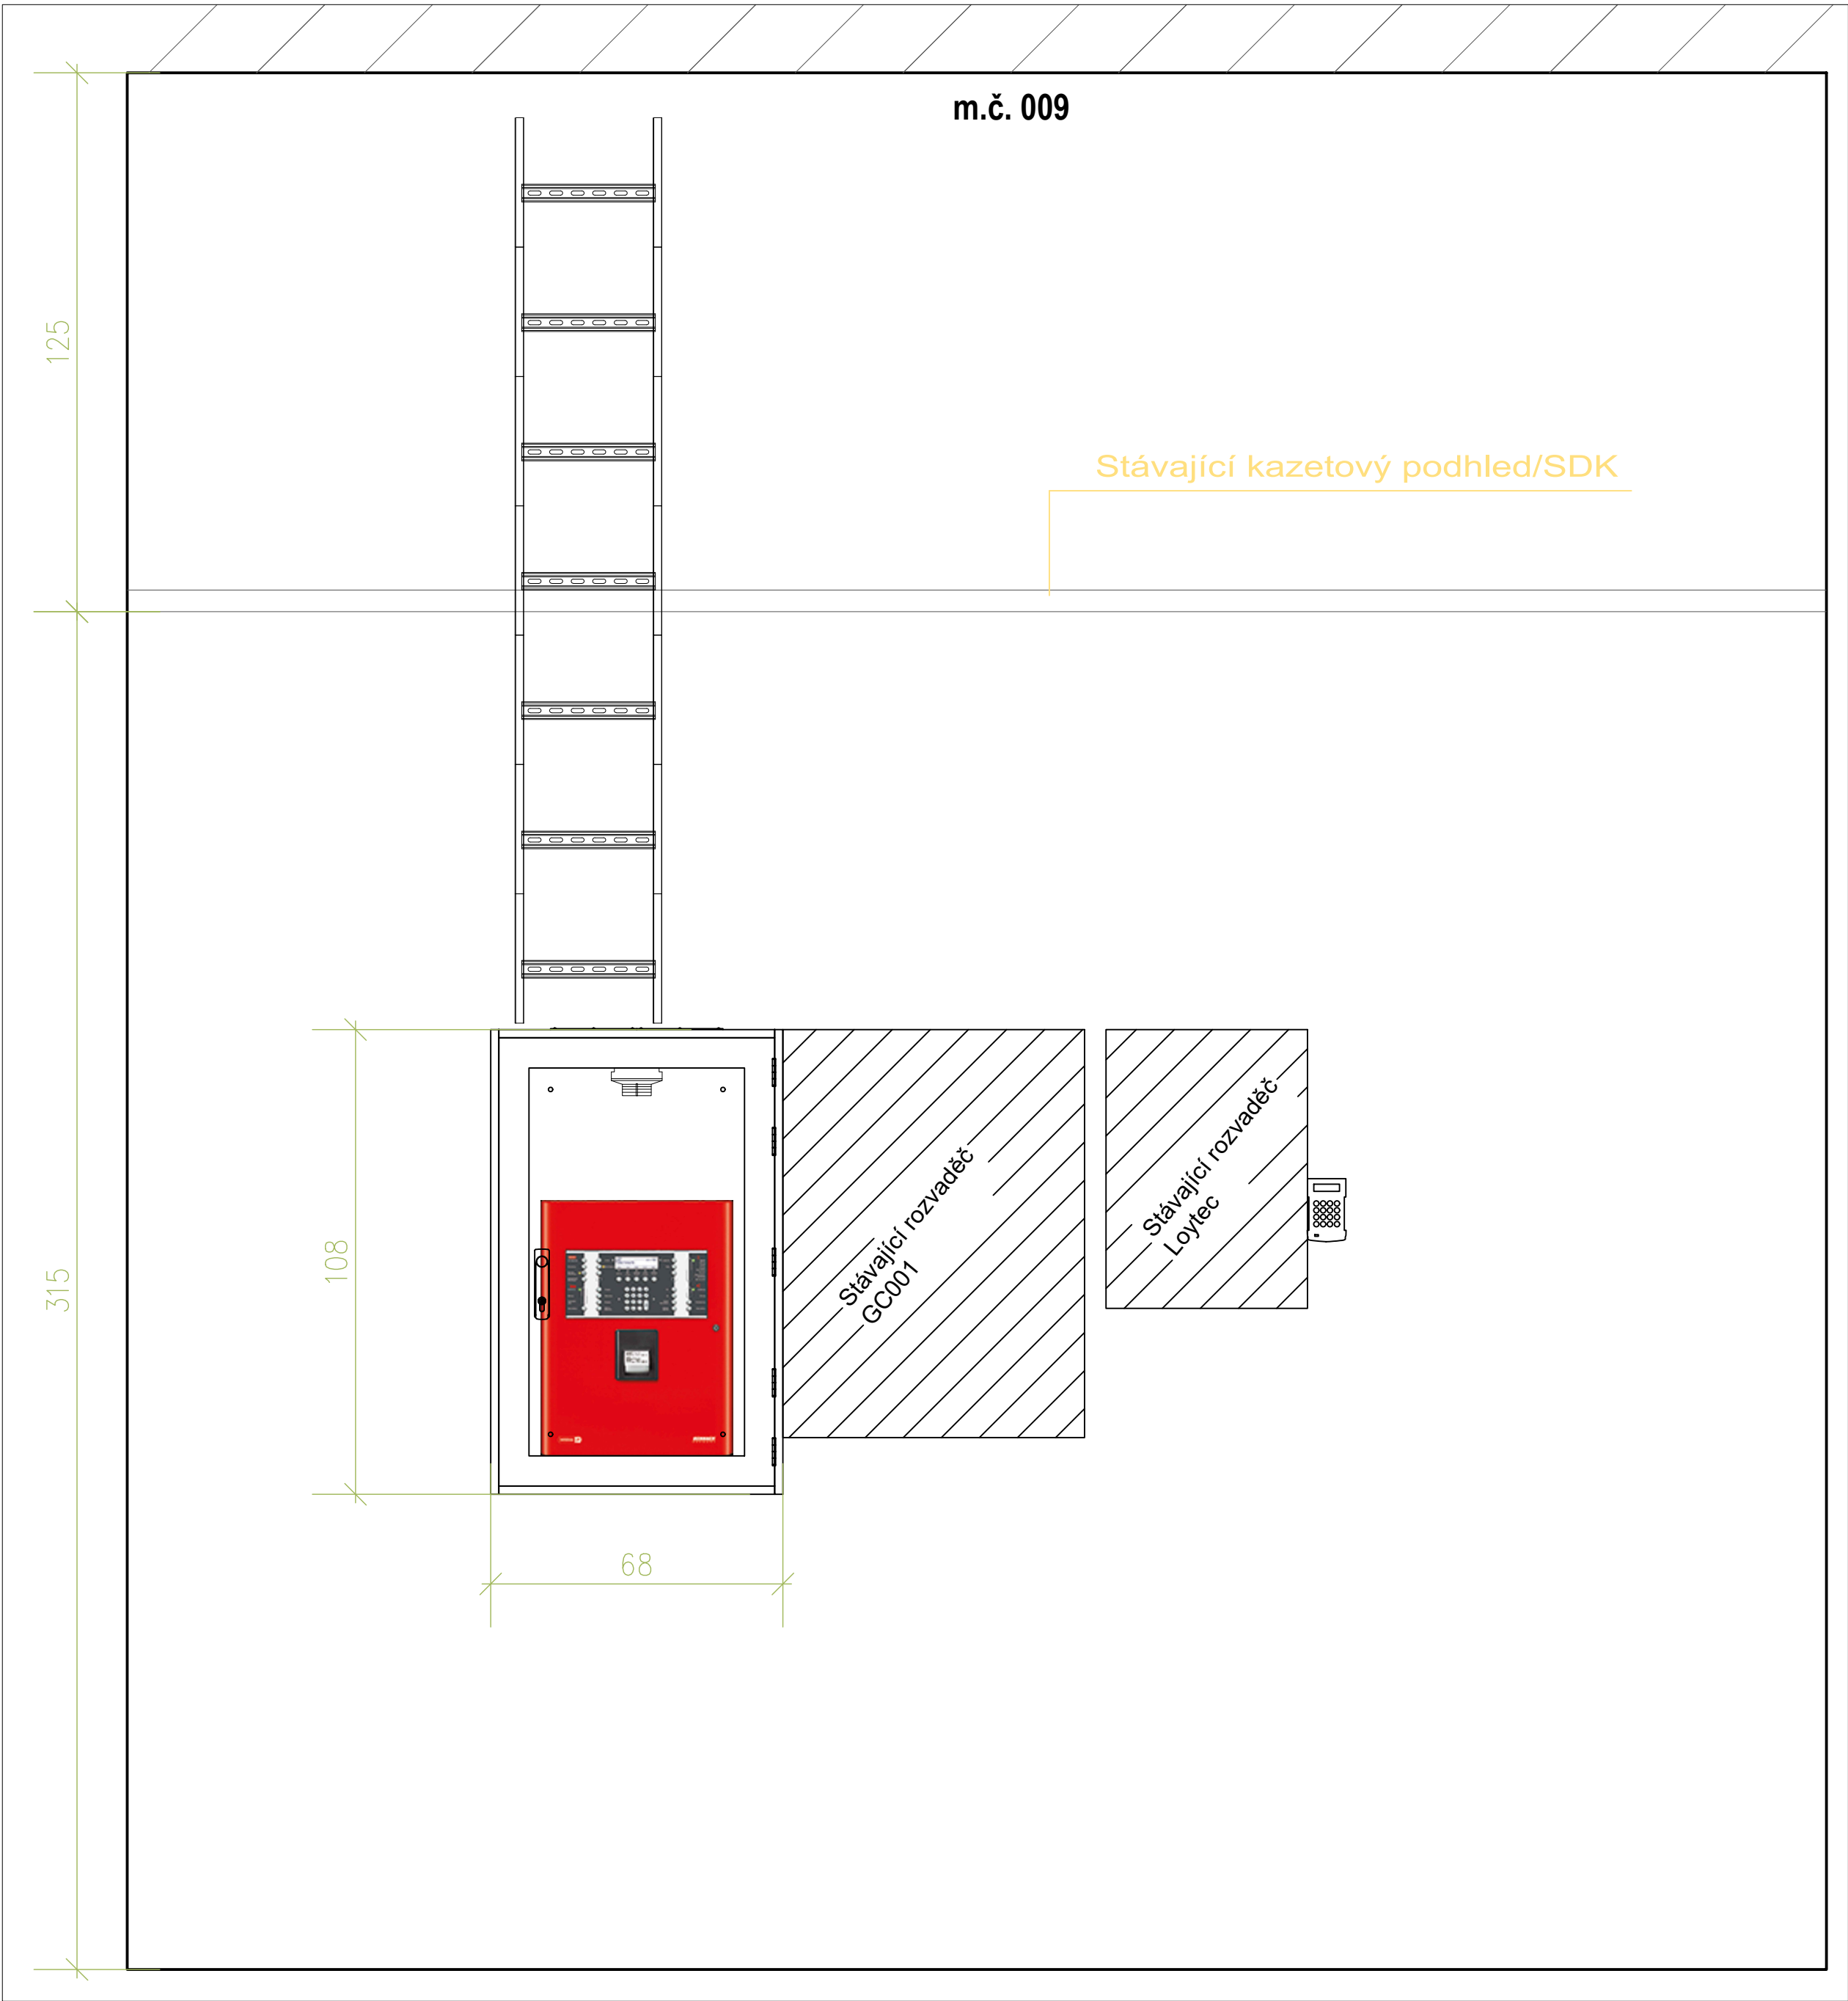 m.č. 009
125
Stávající kazetový podhled/SDK
315
108
68
Stávající rozvaděč
GC001
Stávající rozvaděč
Loytec